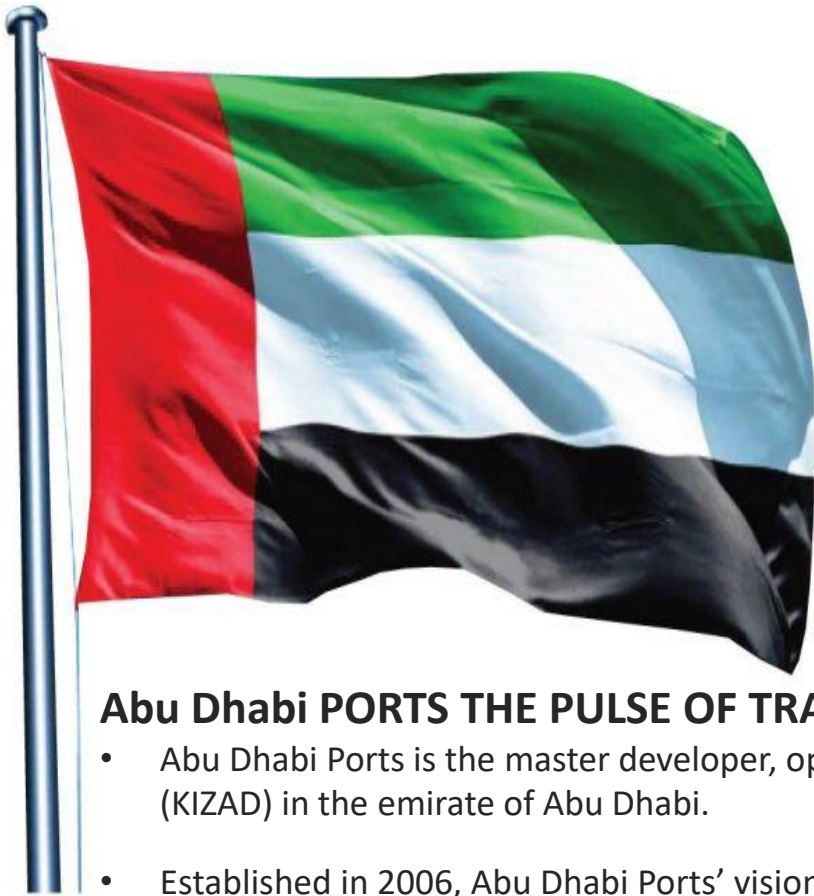 Abu Dhabi PORTS THE PULSE OF TRA
• Abu Dhabi Ports is the master developer, op
(KIZAD) in the emirate of Abu Dhabi.
• Established in 2006, Abu Dhabi Ports’ vision